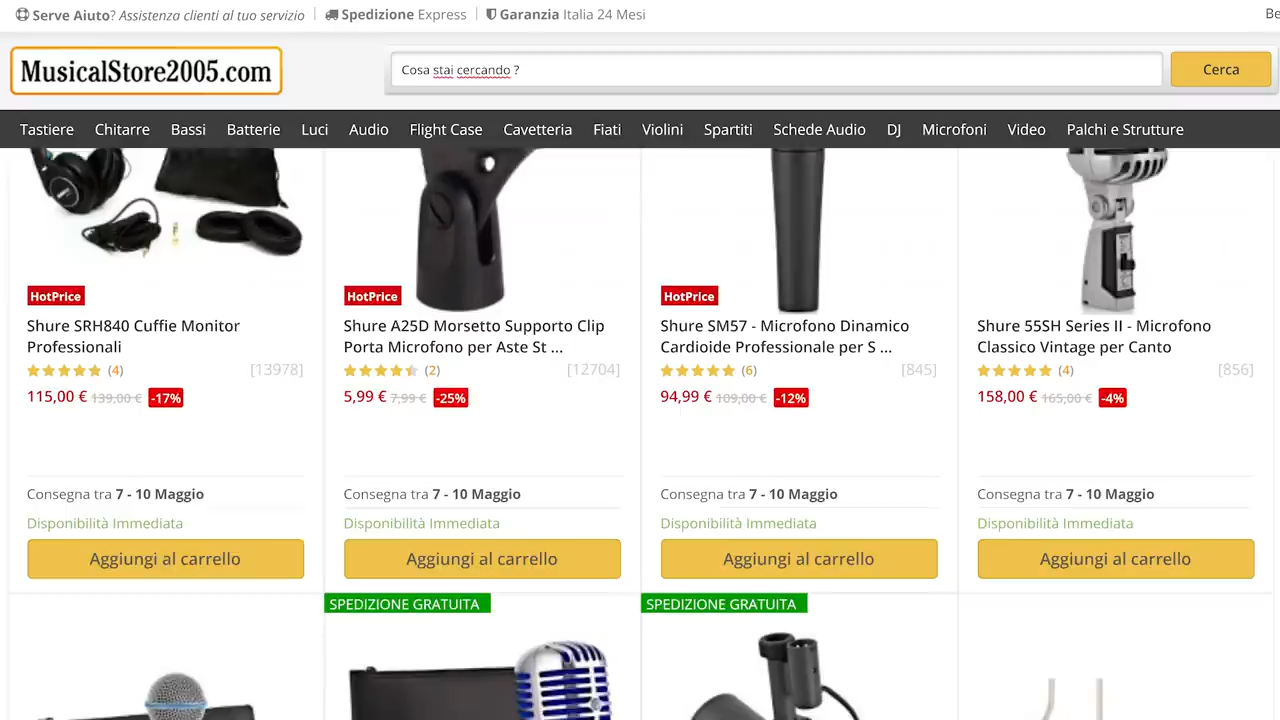 Serve Aiuto? Assistenza clienti al tuo servizio | Spedizione Express | Garanzia Italia 24 Mesi
Be
MusicalStore2005.com
Cosa stai cercando ?
Cerca
Tastiere Chitarre Bassi Batterie Luci Audio Flight Case Cavetteria Fiati Violini Spartiti Schede Audio DJ Microfoni Video Palchi e Strutture
HotPrice
Shure SRH840 Cuffie Monitor
Professionali
(4) [13978]
115,00 € 139,00 € -17%
Consegna tra 7 - 10 Maggio
Disponibilità Immediata
Aggiungi al carrello
HotPrice
Shure A25D Morsetto Supporto Clip
Porta Microfono per Aste St ...
(2) [12704]
5,99 € 7,99 € -25%
Consegna tra 7 - 10 Maggio
Disponibilità Immediata
Aggiungi al carrello
HotPrice
Shure SM57 - Microfono Dinamico
Cardioide Professionale per S ...
(6) [845]
94,99 € 109,00 € -12%
Consegna tra 7 - 10 Maggio
Disponibilità Immediata
Aggiungi al carrello
Shure 55SH Series II - Microfono
Classico Vintage per Canto
(4) [856]
158,00 € 165,00 € -4%
Consegna tra 7 - 10 Maggio
Disponibilità Immediata
Aggiungi al carrello
SPEDIZIONE GRATUITA
SPEDIZIONE GRATUITA